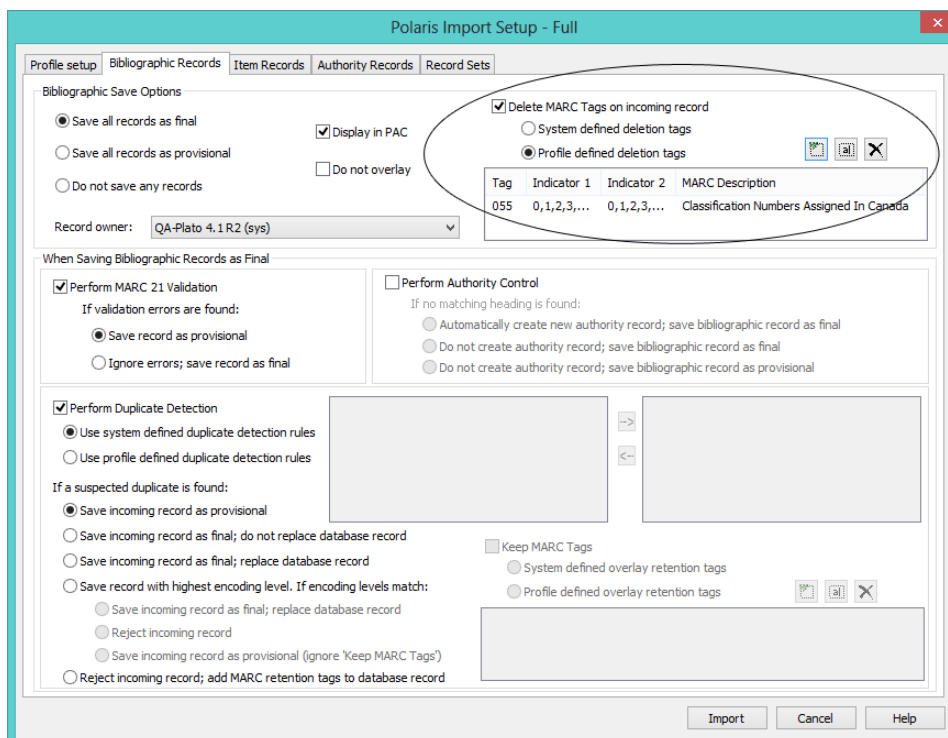 Polaris Import Setup - Full
Profile setup Bibliographic Records Item Records Authority Records Record Sets
Bibliographic Save Options
Save all records as final
Save all records as provisional
Do not save any records
Display in PAC
Do not overlay
Record owner: QA-Plato 4.1R2 (sys)
Delete MARC Tags on incoming record
System defined deletion tags
Profile defined deletion tags
Tag Indicator 1 Indicator 2 MARC Description
055 0,1,2,3,... 0,1,2,3,... Classification Numbers Assigned In Canada
When Saving Bibliographic Records as Final
Perform MARC 21 Validation
If validation errors are found:
Save record as provisional
Ignore errors; save record as final
Perform Authority Control
If no matching heading is found:
Automatically create new authority record; save bibliographic record as final
Do not create authority record; save bibliographic record as final
Do not create authority record; save bibliographic record as provisional
Perform Duplicate Detection
Use system defined duplicate detection rules
Use profile defined duplicate detection rules
-->
<--
If a suspected duplicate is found:
Save incoming record as provisional
Save incoming record as final; do not replace database record
Save incoming record as final; replace database record
Save record with highest encoding level. If encoding levels match:
Save incoming record as final; replace database record
Reject incoming record
Save incoming record as provisional (ignore 'Keep MARC Tags')
Reject incoming record; add MARC retention tags to database record
Keep MARC Tags
System defined overlay retention tags
Profile defined overlay retention tags
Import Cancel Help